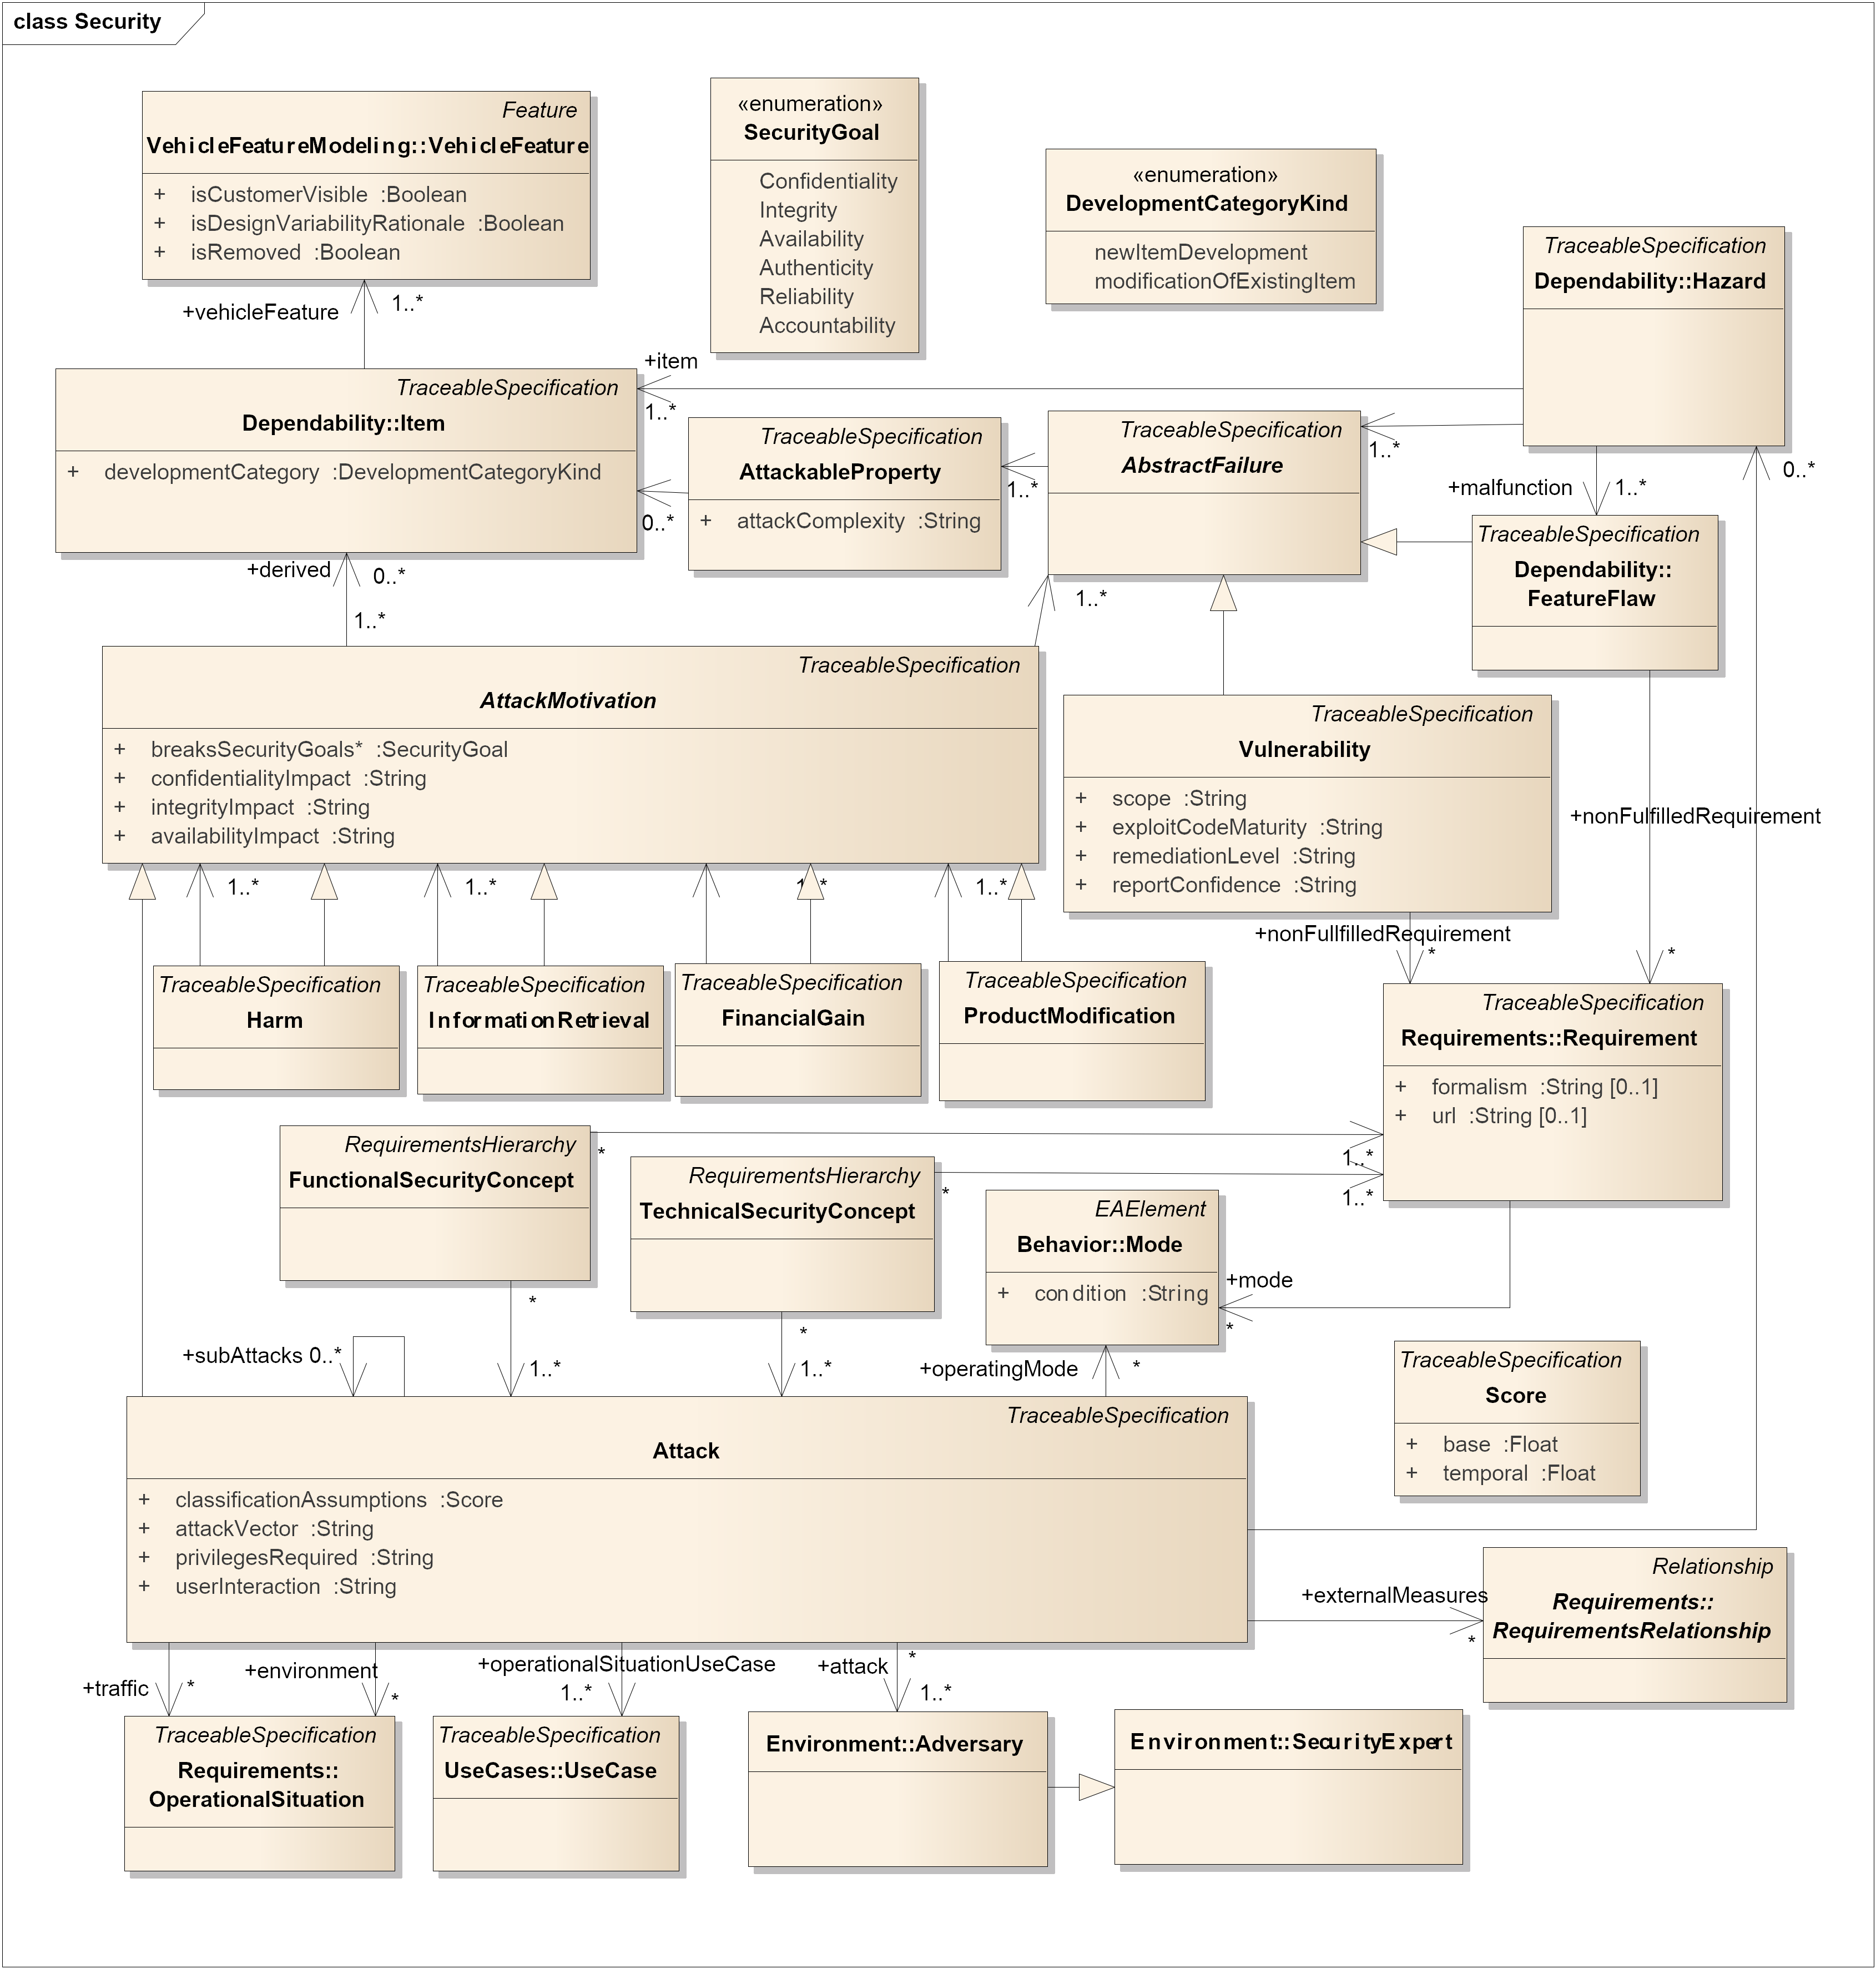 class Security
Feature
VehicleFeatureModeling::VehicleFeature
+ isCustomerVisible :Boolean
+ isDesignVariabilityRationale :Boolean
+ isRemoved :Boolean
«enumeration»
SecurityGoal
Confidentiality
Integrity
Availability
Authenticity
Reliability
Accountability
«enumeration»
DevelopmentCategoryKind
newItemDevelopment
modificationOfExistingItem
TraceableSpecification
Dependability::Hazard
+vehicleFeature
1..*
+item
1..*
TraceableSpecification
Dependability::Item
+ developmentCategory :DevelopmentCategoryKind
0..*
TraceableSpecification
AttackableProperty
+ attackComplexity :String
1..*
TraceableSpecification
AbstractFailure
1..*
+malfunction
1..*
0..*
TraceableSpecification
Dependability::
FeatureFlaw
+derived
0..*
1..*
1..*
TraceableSpecification
AttackMotivation
+ breaksSecurityGoals* :SecurityGoal
+ confidentialityImpact :String
+ integrityImpact :String
+ availabilityImpact :String
TraceableSpecification
Vulnerability
+ scope :String
+ exploitCodeMaturity :String
+ remediationLevel :String
+ reportConfidence :String
+nonFulfilledRequirement
*
+nonFullfilledRequirement
*
1..*
1..*
1..*
1..*
TraceableSpecification
Harm
TraceableSpecification
InformationRetrieval
TraceableSpecification
FinancialGain
TraceableSpecification
ProductModification
TraceableSpecification
Requirements::Requirement
+ formalism :String [0..1]
+ url :String [0..1]
RequirementsHierarchy
FunctionalSecurityConcept
*
1..*
RequirementsHierarchy
TechnicalSecurityConcept
*
1..*
EAElement
Behavior::Mode
+ condition :String
+mode
*
*
*
+subAttacks 0..*
1..*
1..*
+operatingMode
*
TraceableSpecification
Score
+ base :Float
+ temporal :Float
TraceableSpecification
Attack
+ classificationAssumptions :Score
+ attackVector :String
+ privilegesRequired :String
+ userInteraction :String
+externalMeasures
*
Relationship
Requirements::
RequirementsRelationship
+traffic
*
+environment
*
+operationalSituationUseCase
1..*
+attack
*
1..*
TraceableSpecification
Requirements::
OperationalSituation
TraceableSpecification
UseCases::UseCase
Environment::Adversary
Environment::SecurityExpert